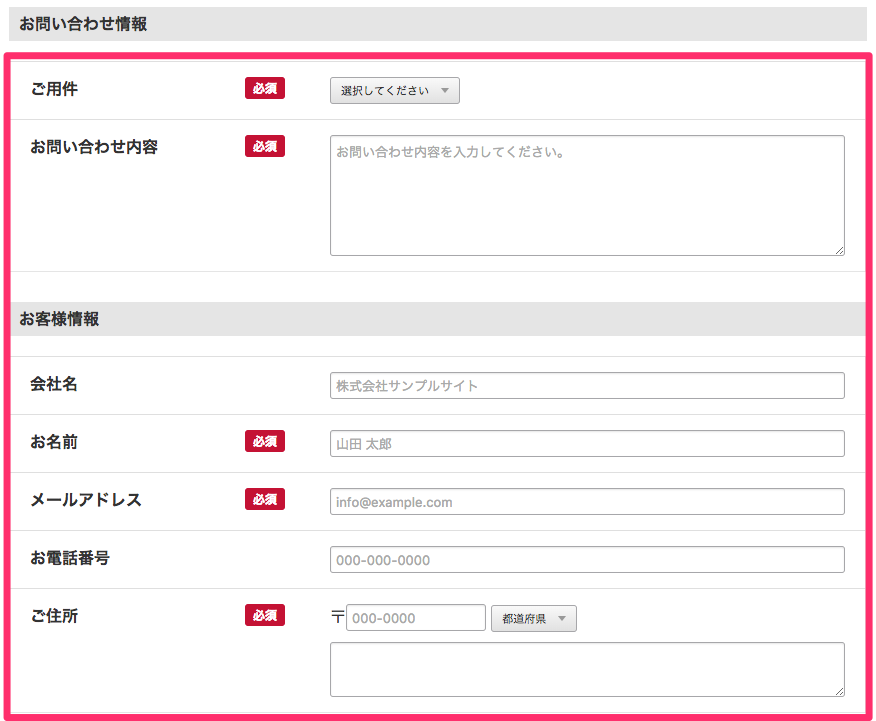 お問い合わせ情報
ご用件 必須 選択してください
お問い合わせ内容 必須 お問い合わせ内容を入力してください。
お客様情報
会社名 株式会社サンプルサイト
お名前 必須 山田 太郎
メールアドレス 必須 info@example.com
お電話番号 000-000-0000
ご住所 必須 〒 000-0000 都道府県